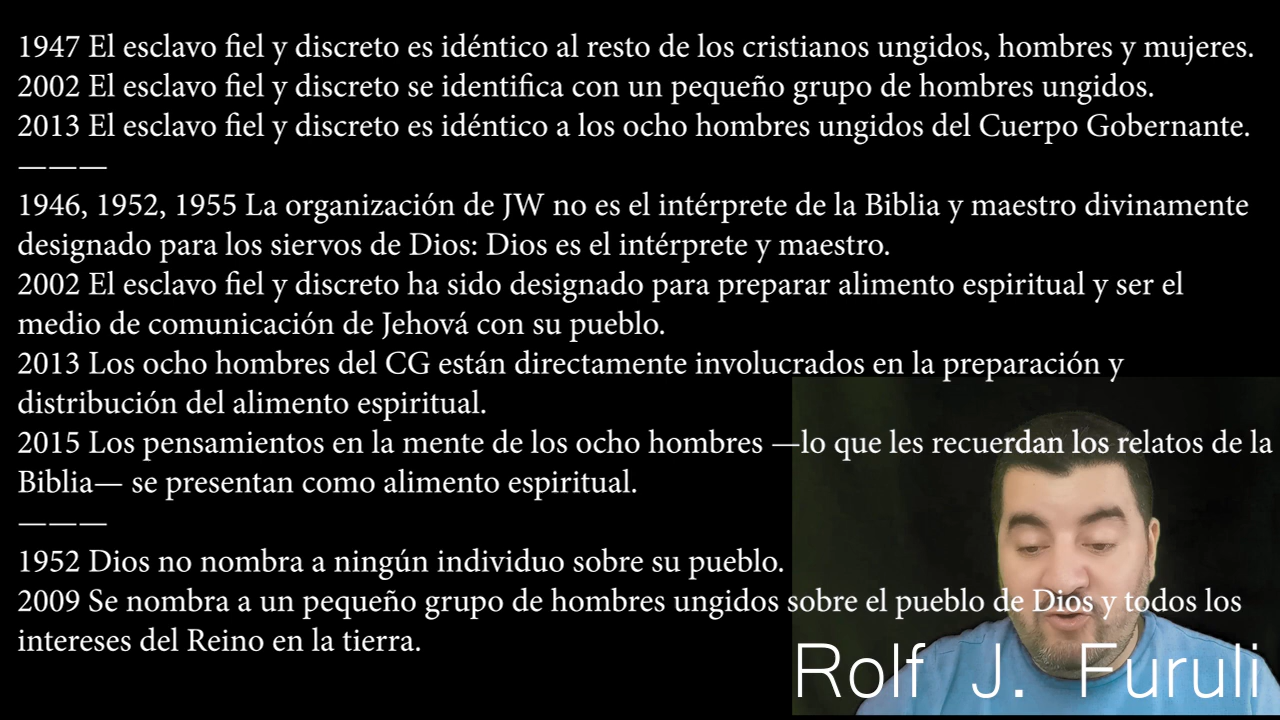 1947 El esclavo fiel y discreto es idéntico al resto de los cristianos ungidos, hombres y mujeres.
2002 El esclavo fiel y discreto se identifica con un pequeño grupo de hombres ungidos.
2013 El esclavo fiel y discreto es idéntico a los ocho hombres ungidos del Cuerpo Gobernante.
———
1946, 1952, 1955 La organización de JW no es el intérprete de la Biblia y maestro divinamente
designado para los siervos de Dios: Dios es el intérprete y maestro.
2002 El esclavo fiel y discreto ha sido designado para preparar alimento espiritual y ser el
medio de comunicación de Jehová con su pueblo.
2013 Los ocho hombres del CG están directamente involucrados en la preparación y
distribución del alimento espiritual.
2015 Los pensamientos en la mente de los ocho hombres —lo que les recuerdan los relatos de la
Biblia— se presentan como alimento espiritual.
———
1952 Dios no nombra a ningún individuo sobre su pueblo.
2009 Se nombra a un pequeño grupo de hombres ungidos sobre el pueblo de Dios y todos los
intereses del Reino en la tierra.
Rolf J. Furuli